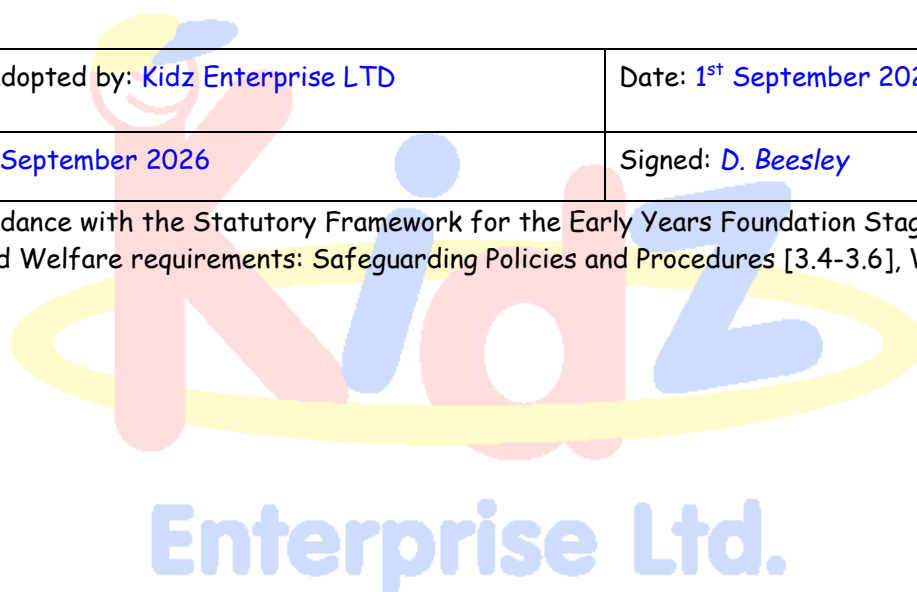 dopted by: Kidz Enterprise LTD
Date: 1st September 202
September 2026
Signed: D. Beesley
dance with the Statutory Framework for the Early Years Foundation Stag
d Welfare requirements: Safeguarding Policies and Procedures [3.4-3.6],
Kidz
Enterprise Ltd.